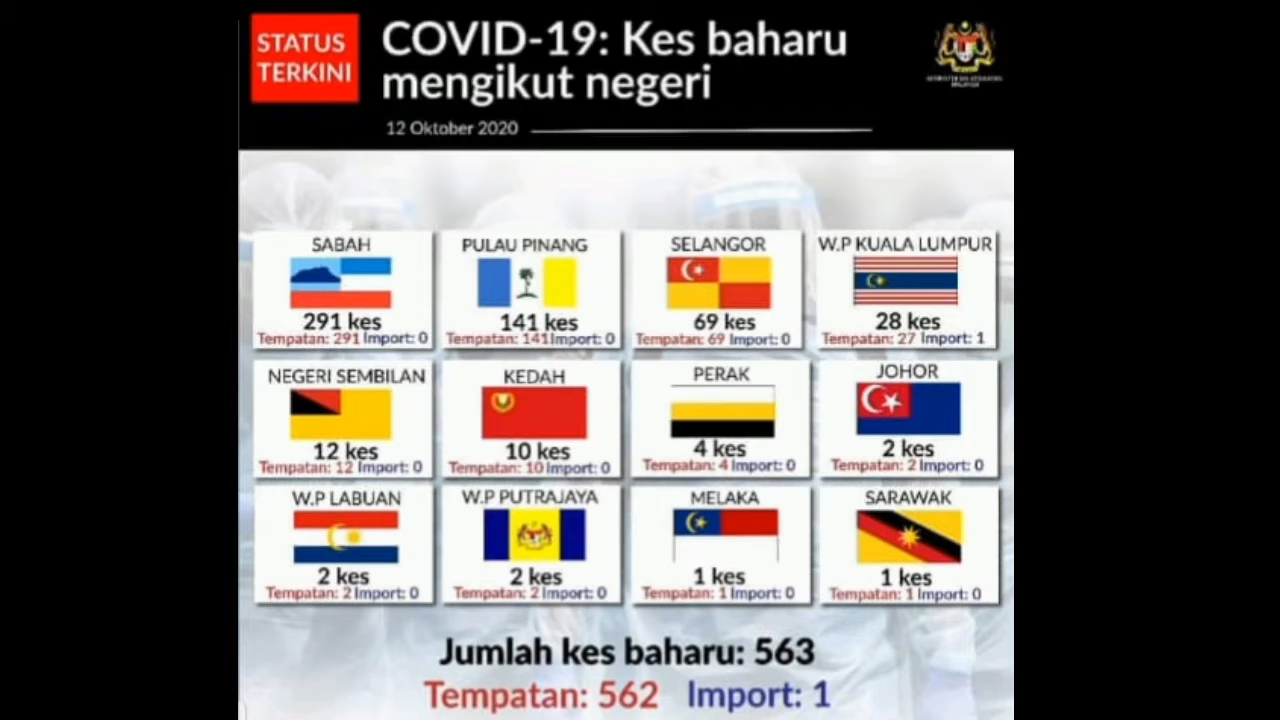 STATUS
TERKINI
COVID-19: Kes baharu
mengikut negeri
12 Oktober 2020
SABAH
291 kes
Tempatan: 291 Import: 0
PULAU PINANG
141 kes
Tempatan: 141 Import: 0
SELANGOR
69 kes
Tempatan: 69 Import: 0
W.P KUALA LUMPUR
28 kes
Tempatan: 27 Import: 1
NEGERI SEMBILAN
12 kes
Tempatan: 12 Import: 0
KEDAH
10 kes
Tempatan: 10 Import: 0
PERAK
4 kes
Tempatan: 4 Import: 0
JOHOR
2 kes
Tempatan: 2 Import: 0
W.P LABUAN
2 kes
Tempatan: 2 Import: 0
W.P PUTRAJAYA
2 kes
Tempatan: 2 Import: 0
MELAKA
1 kes
Tempatan: 1 Import: 0
SARAWAK
1 kes
Tempatan: 1 Import: 0
Jumlah kes baharu: 563
Tempatan: 562 Import: 1